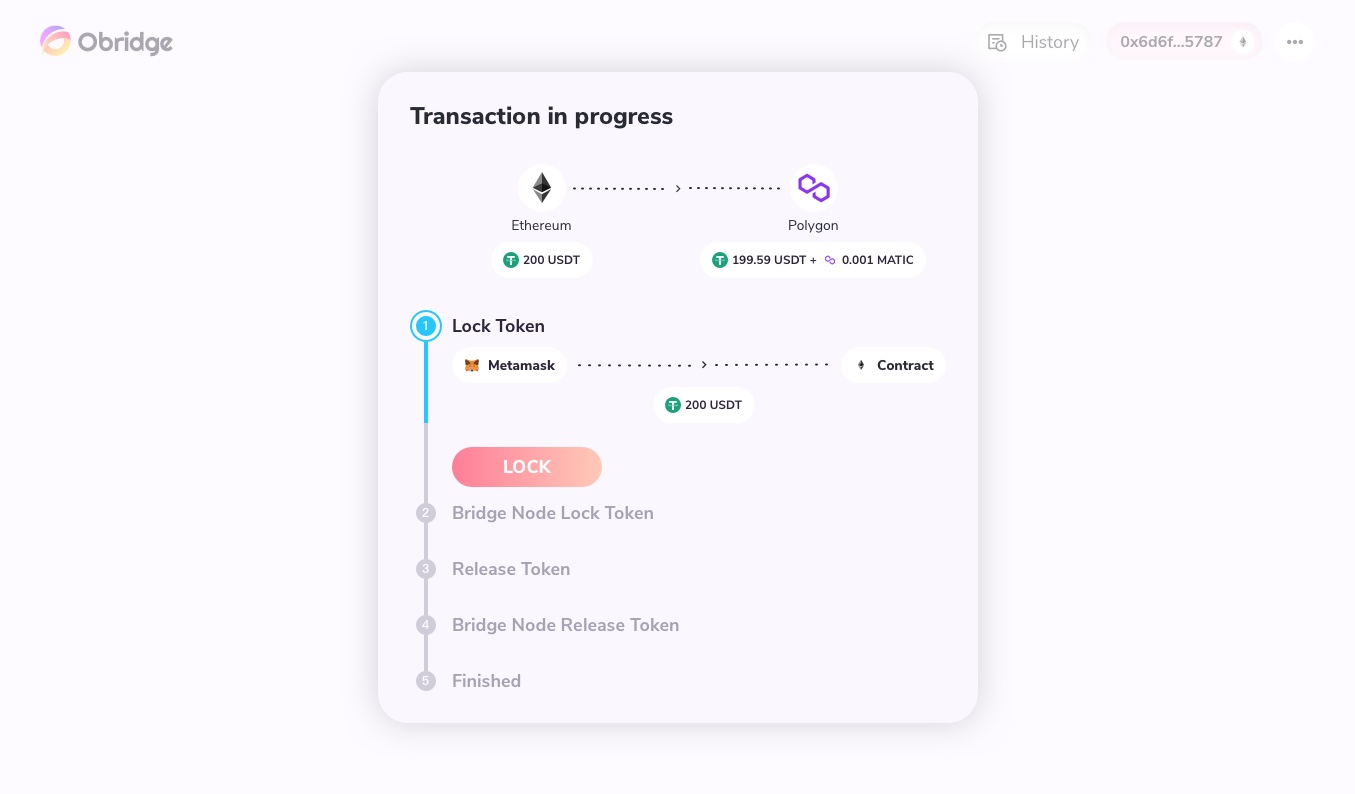 Obridge
History
0x6d6f...5787
Transaction in progress
Ethereum
Polygon
200 USDT
199.59 USDT + 0.001 MATIC
1 Lock Token
Metamask
Contract
200 USDT
LOCK
2 Bridge Node Lock Token
3 Release Token
4 Bridge Node Release Token
5 Finished